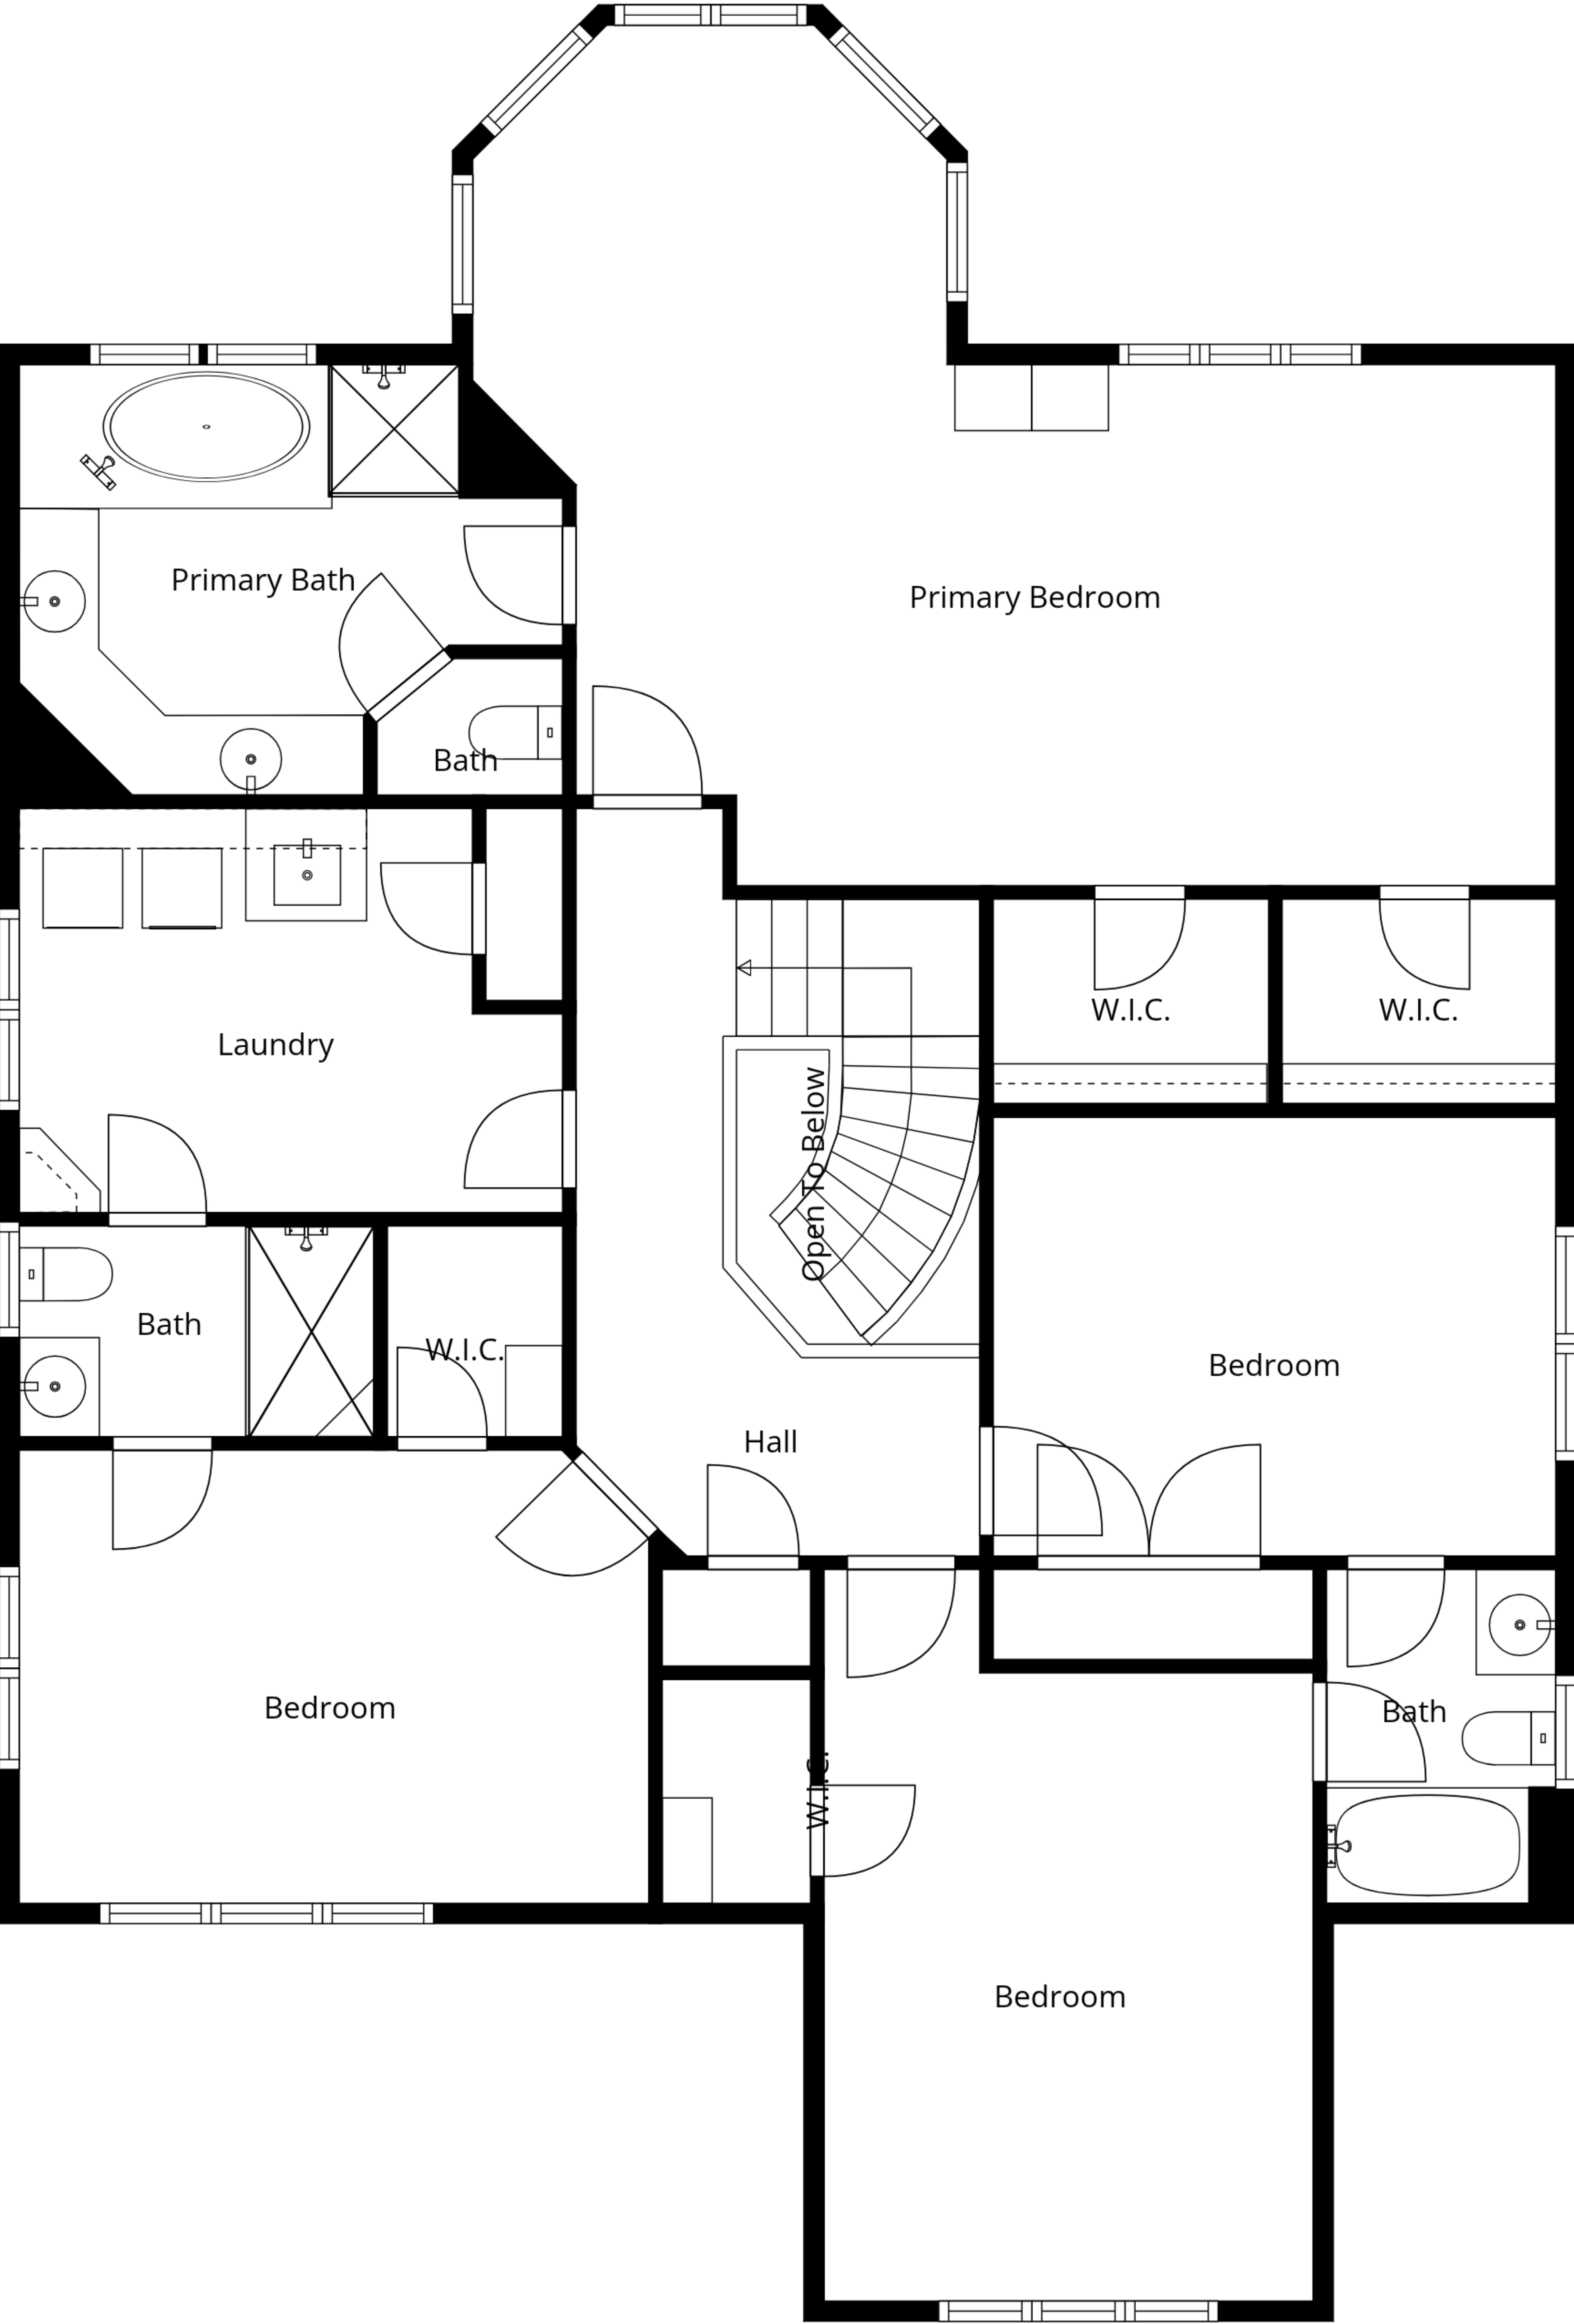 Primary Bath
Primary Bedroom
Bath
W.I.C.
W.I.C.
Laundry
Open To Below
Bath
W.I.C.
Bedroom
Hall
Bedroom
Bath
W.I.C.
Bedroom